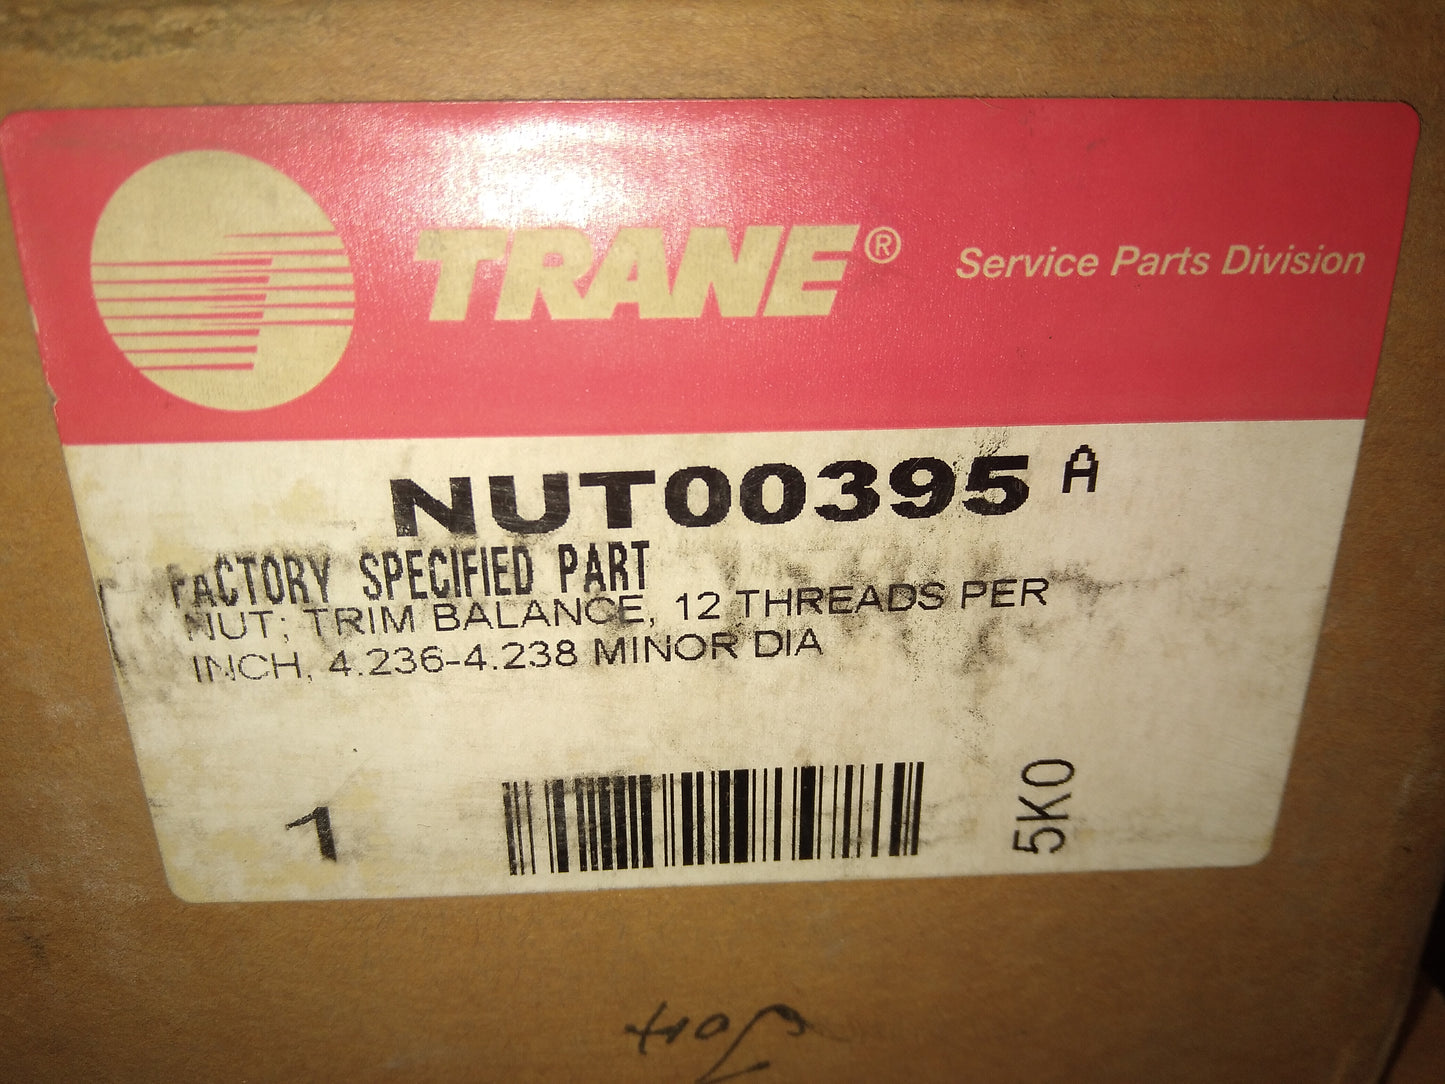 TRANE® Service Parts Division
NUT00395 A
FACTORY SPECIFIED PART
NUT; TRIM BALANCE, 12 THREADS PER
INCH, 4.236-4.238 MINOR DIA
1
5K0